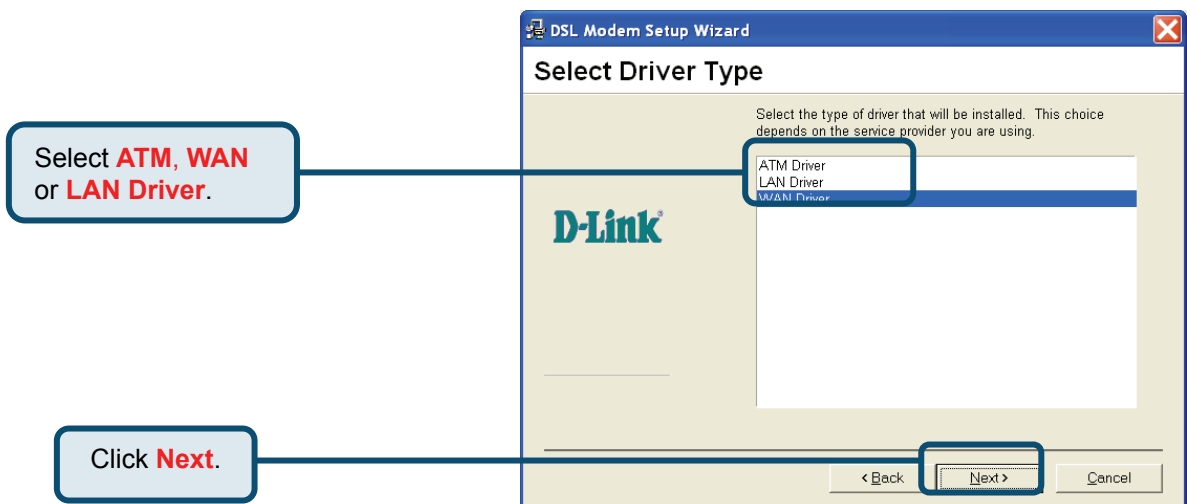 DSL Modem Setup Wizard
Select Driver Type
Select the type of driver that will be installed. This choice
depends on the service provider you are using.
Select ATM, WAN
or LAN Driver.
ATM Driver
LAN Driver
WAN Driver
D-Link®
Click Next.
< Back
Next >
Cancel